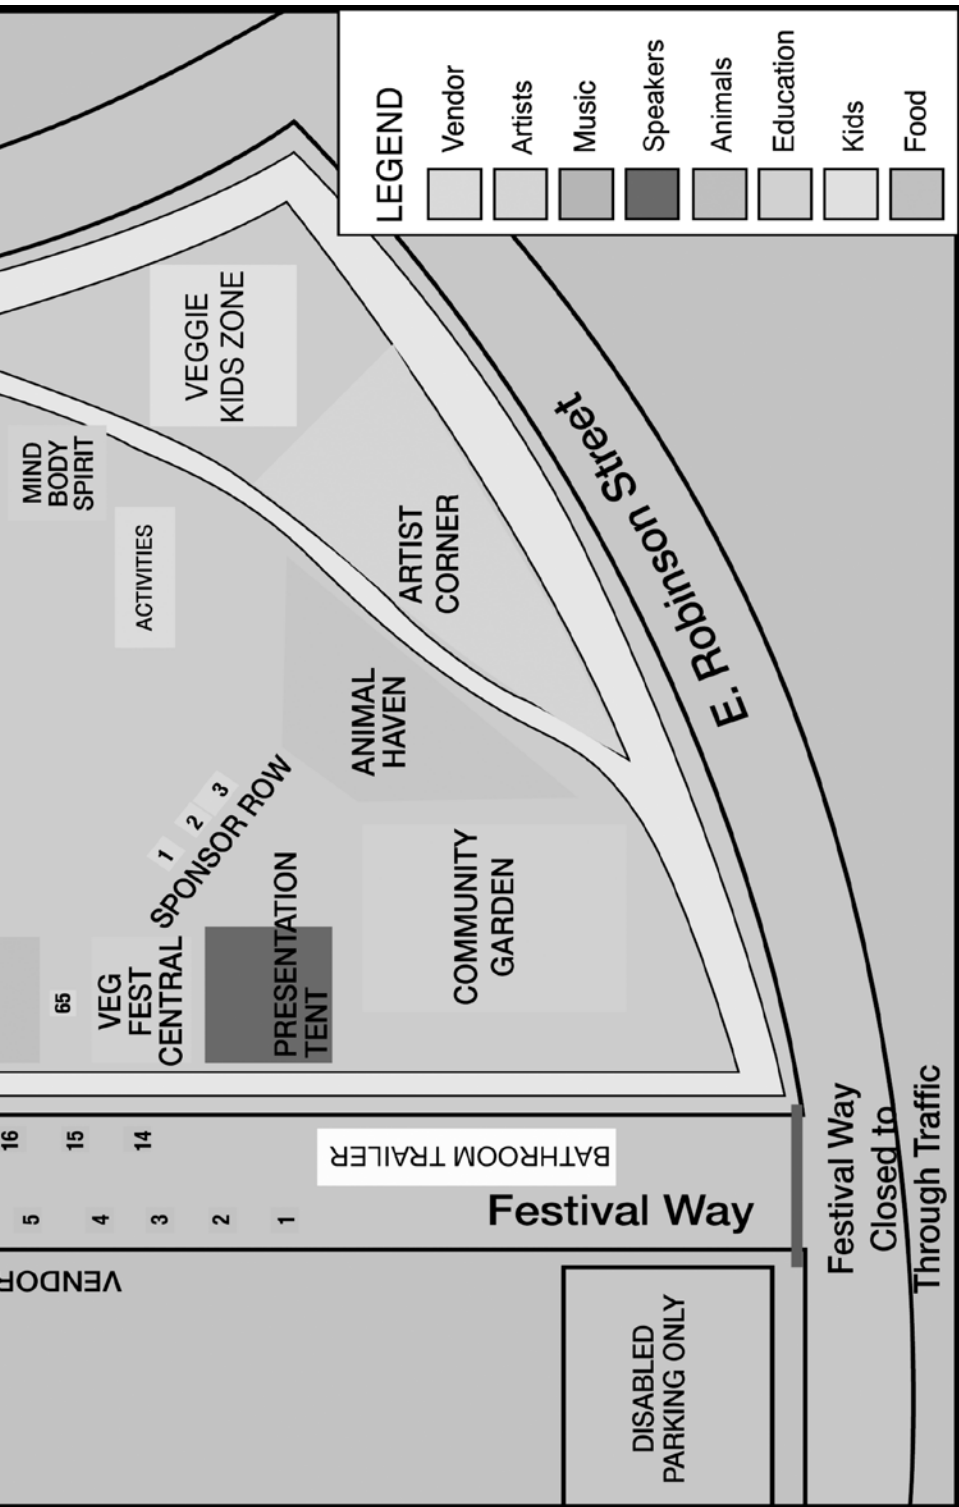 LEGEND
Vendor
Artists
Music
Speakers
Animals
Education
Kids
Food
VEGGIE
KIDS ZONE
MIND
BODY
SPIRIT
ACTIVITIES
ARTIST
CORNER
E. Robinson Street
ANIMAL
HAVEN
1
2
3
SPONSOR ROW
COMMUNITY
GARDEN
PRESENTATION
TENT
VEG
FEST
CENTRAL
65
16
15
14
BATHROOM TRAILER
5
4
3
2
1
Festival Way
Festival Way
Closed to
Through Traffic
VENDOR
DISABLED
PARKING ONLY